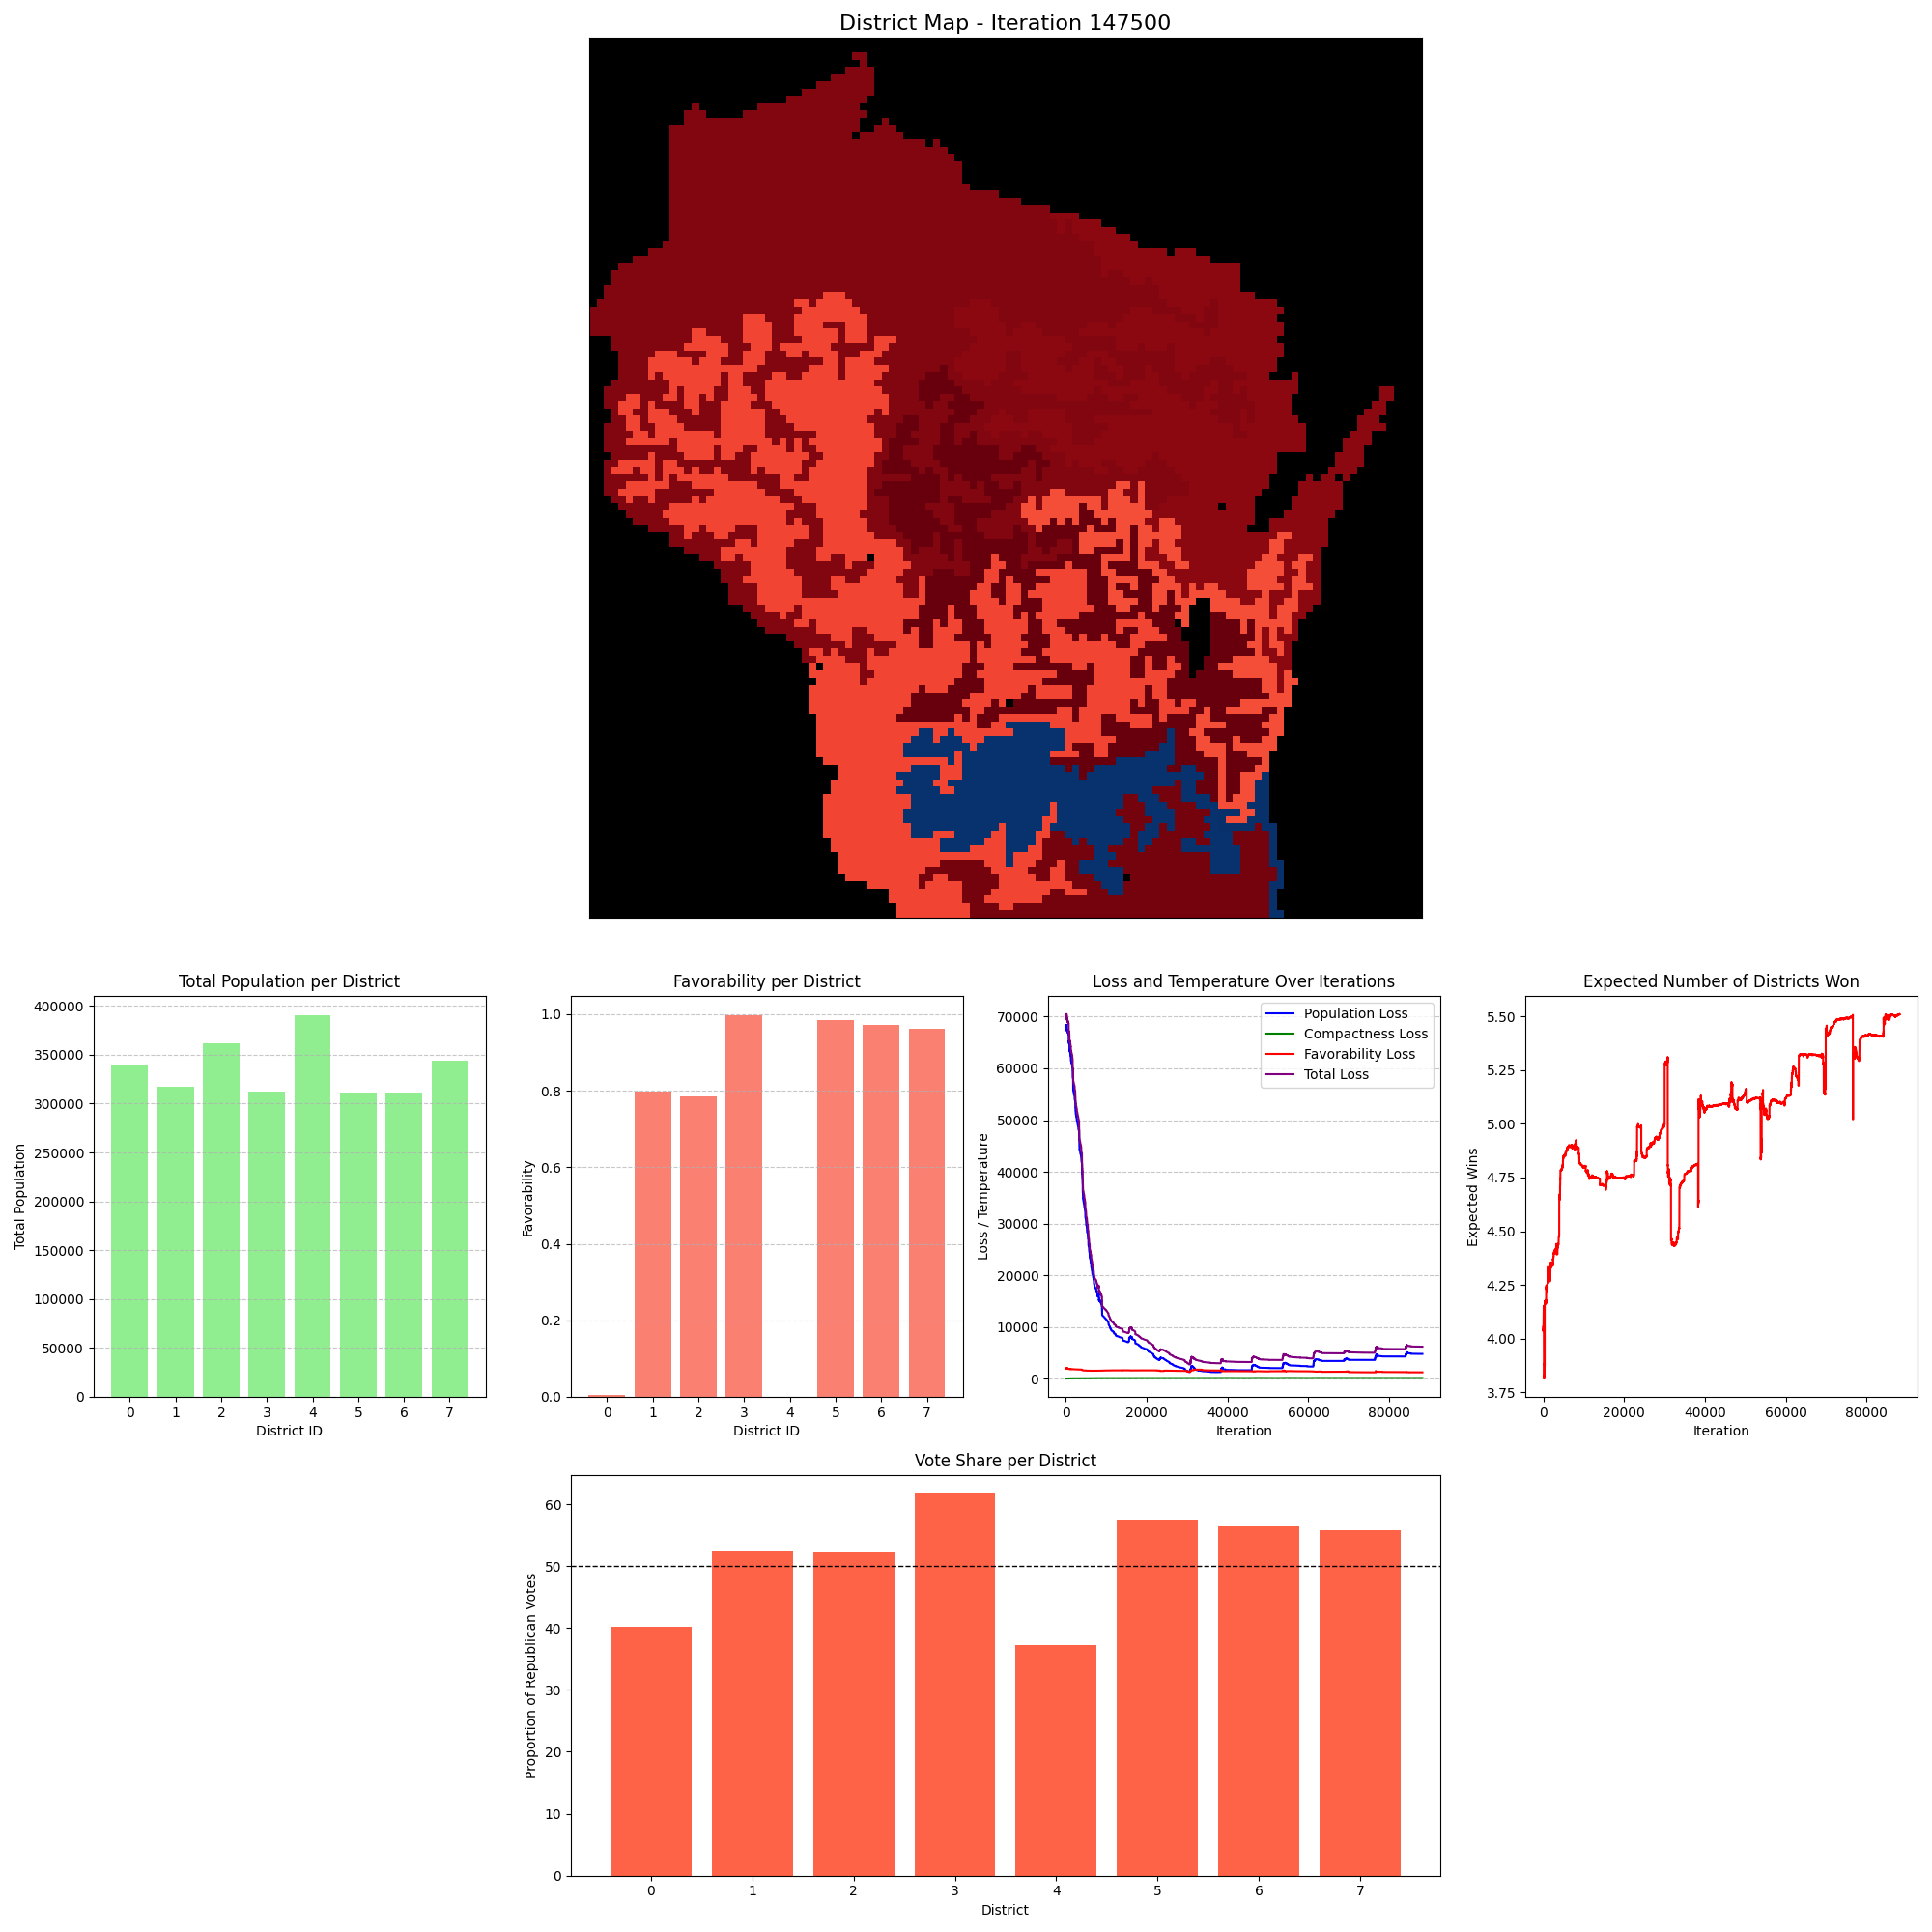 District Map - Iteration 147500
Total Population per District
400000
350000
300000
250000
200000
150000
100000
50000
0
Total Population
0 1 2 3 4 5 6 7
District ID
Favorability per District
1.0
0.8
0.6
0.4
0.2
0.0
Favorability
0 1 2 3 4 5 6 7
District ID
Loss and Temperature Over Iterations
70000
60000
50000
40000
30000
20000
10000
0
Loss / Temperature
Population Loss
Compactness Loss
Favorability Loss
Total Loss
0 20000 40000 60000 80000
Iteration
Expected Number of Districts Won
5.50
5.25
5.00
4.75
4.50
4.25
4.00
3.75
Expected Wins
0 20000 40000 60000 80000
Iteration
Vote Share per District
60
50
40
30
20
10
0
Proportion of Republican Votes
0 1 2 3 4 5 6 7
District